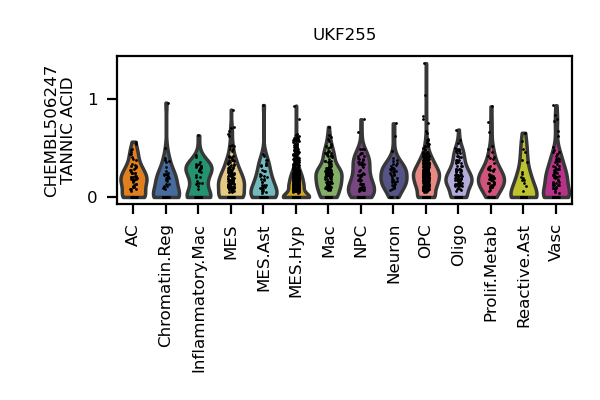 UKF255
CHEMBL506247
TANNIC ACID
1
0
AC
Chromatin.Reg
Inflammatory.Mac
MES
MES.Ast
MES.Hyp
Mac
NPC
Neuron
OPC
Oligo
Prolif.Metab
Reactive.Ast
Vasc